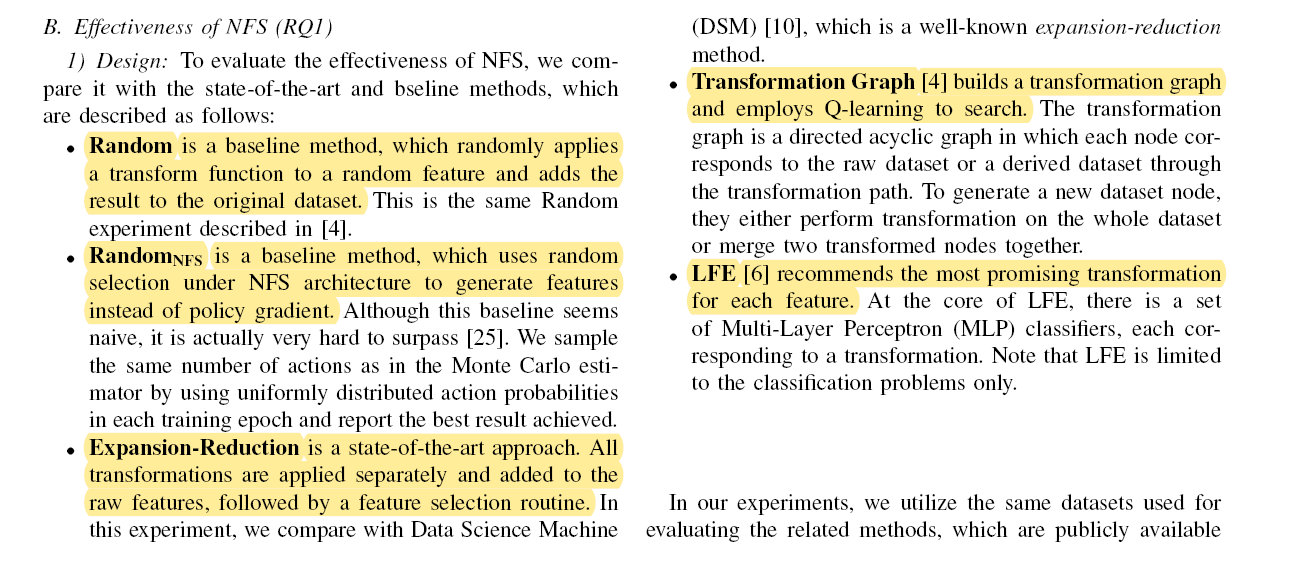 B. Effectiveness of NFS (RQ1)
1) Design: To evaluate the effectiveness of NFS, we com-
pare it with the state-of-the-art and bseline methods, which
are described as follows:
• Random is a baseline method, which randomly applies
a transform function to a random feature and adds the
result to the original dataset. This is the same Random
experiment described in [4].
• RandomNFS is a baseline method, which uses random
selection under NFS architecture to generate features
instead of policy gradient. Although this baseline seems
naive, it is actually very hard to surpass [25]. We sample
the same number of actions as in the Monte Carlo esti-
mator by using uniformly distributed action probabilities
in each training epoch and report the best result achieved.
• Expansion-Reduction is a state-of-the-art approach. All
transformations are applied separately and added to the
raw features, followed by a feature selection routine. In
this experiment, we compare with Data Science Machine
(DSM) [10], which is a well-known expansion-reduction
method.
• Transformation Graph [4] builds a transformation graph
and employs Q-learning to search. The transformation
graph is a directed acyclic graph in which each node cor-
responds to the raw dataset or a derived dataset through
the transformation path. To generate a new dataset node,
they either perform transformation on the whole dataset
or merge two transformed nodes together.
• LFE [6] recommends the most promising transformation
for each feature. At the core of LFE, there is a set
of Multi-Layer Perceptron (MLP) classifiers, each cor-
responding to a transformation. Note that LFE is limited
to the classification problems only.
In our experiments, we utilize the same datasets used for
evaluating the related methods, which are publicly available